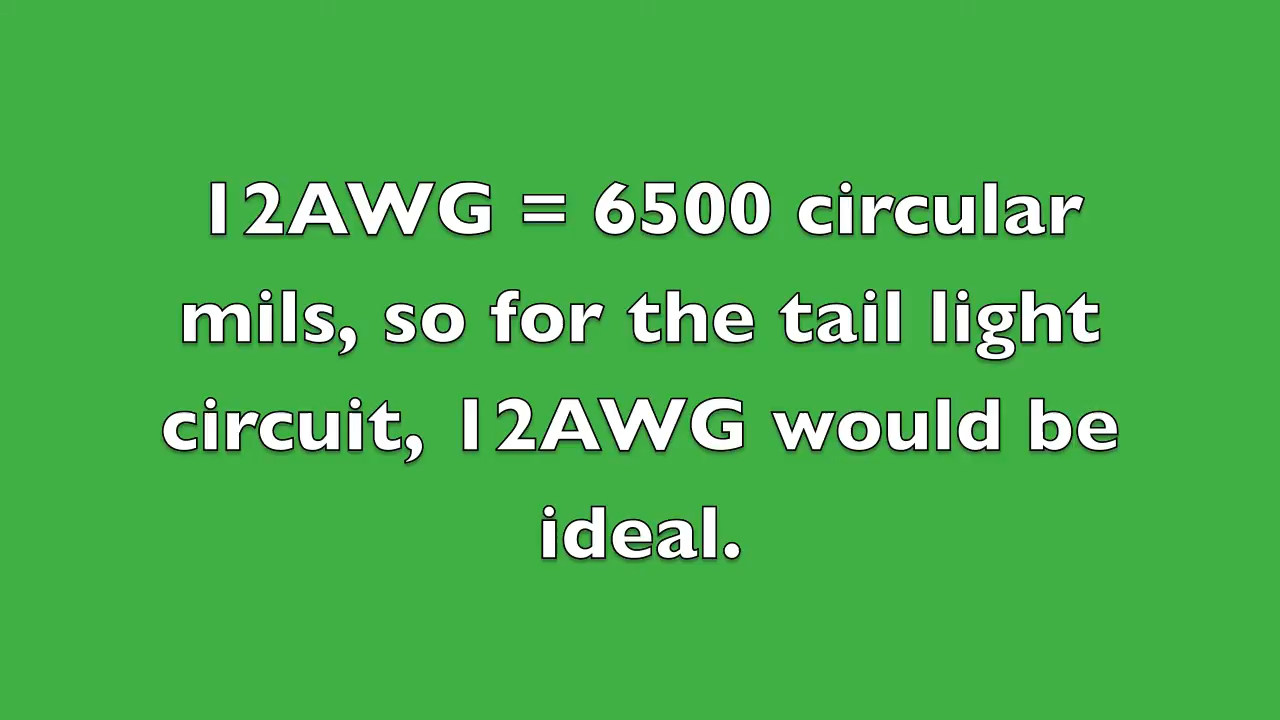 12AWG = 6500 circular
mils, so for the tail light
circuit, 12AWG would be
ideal.